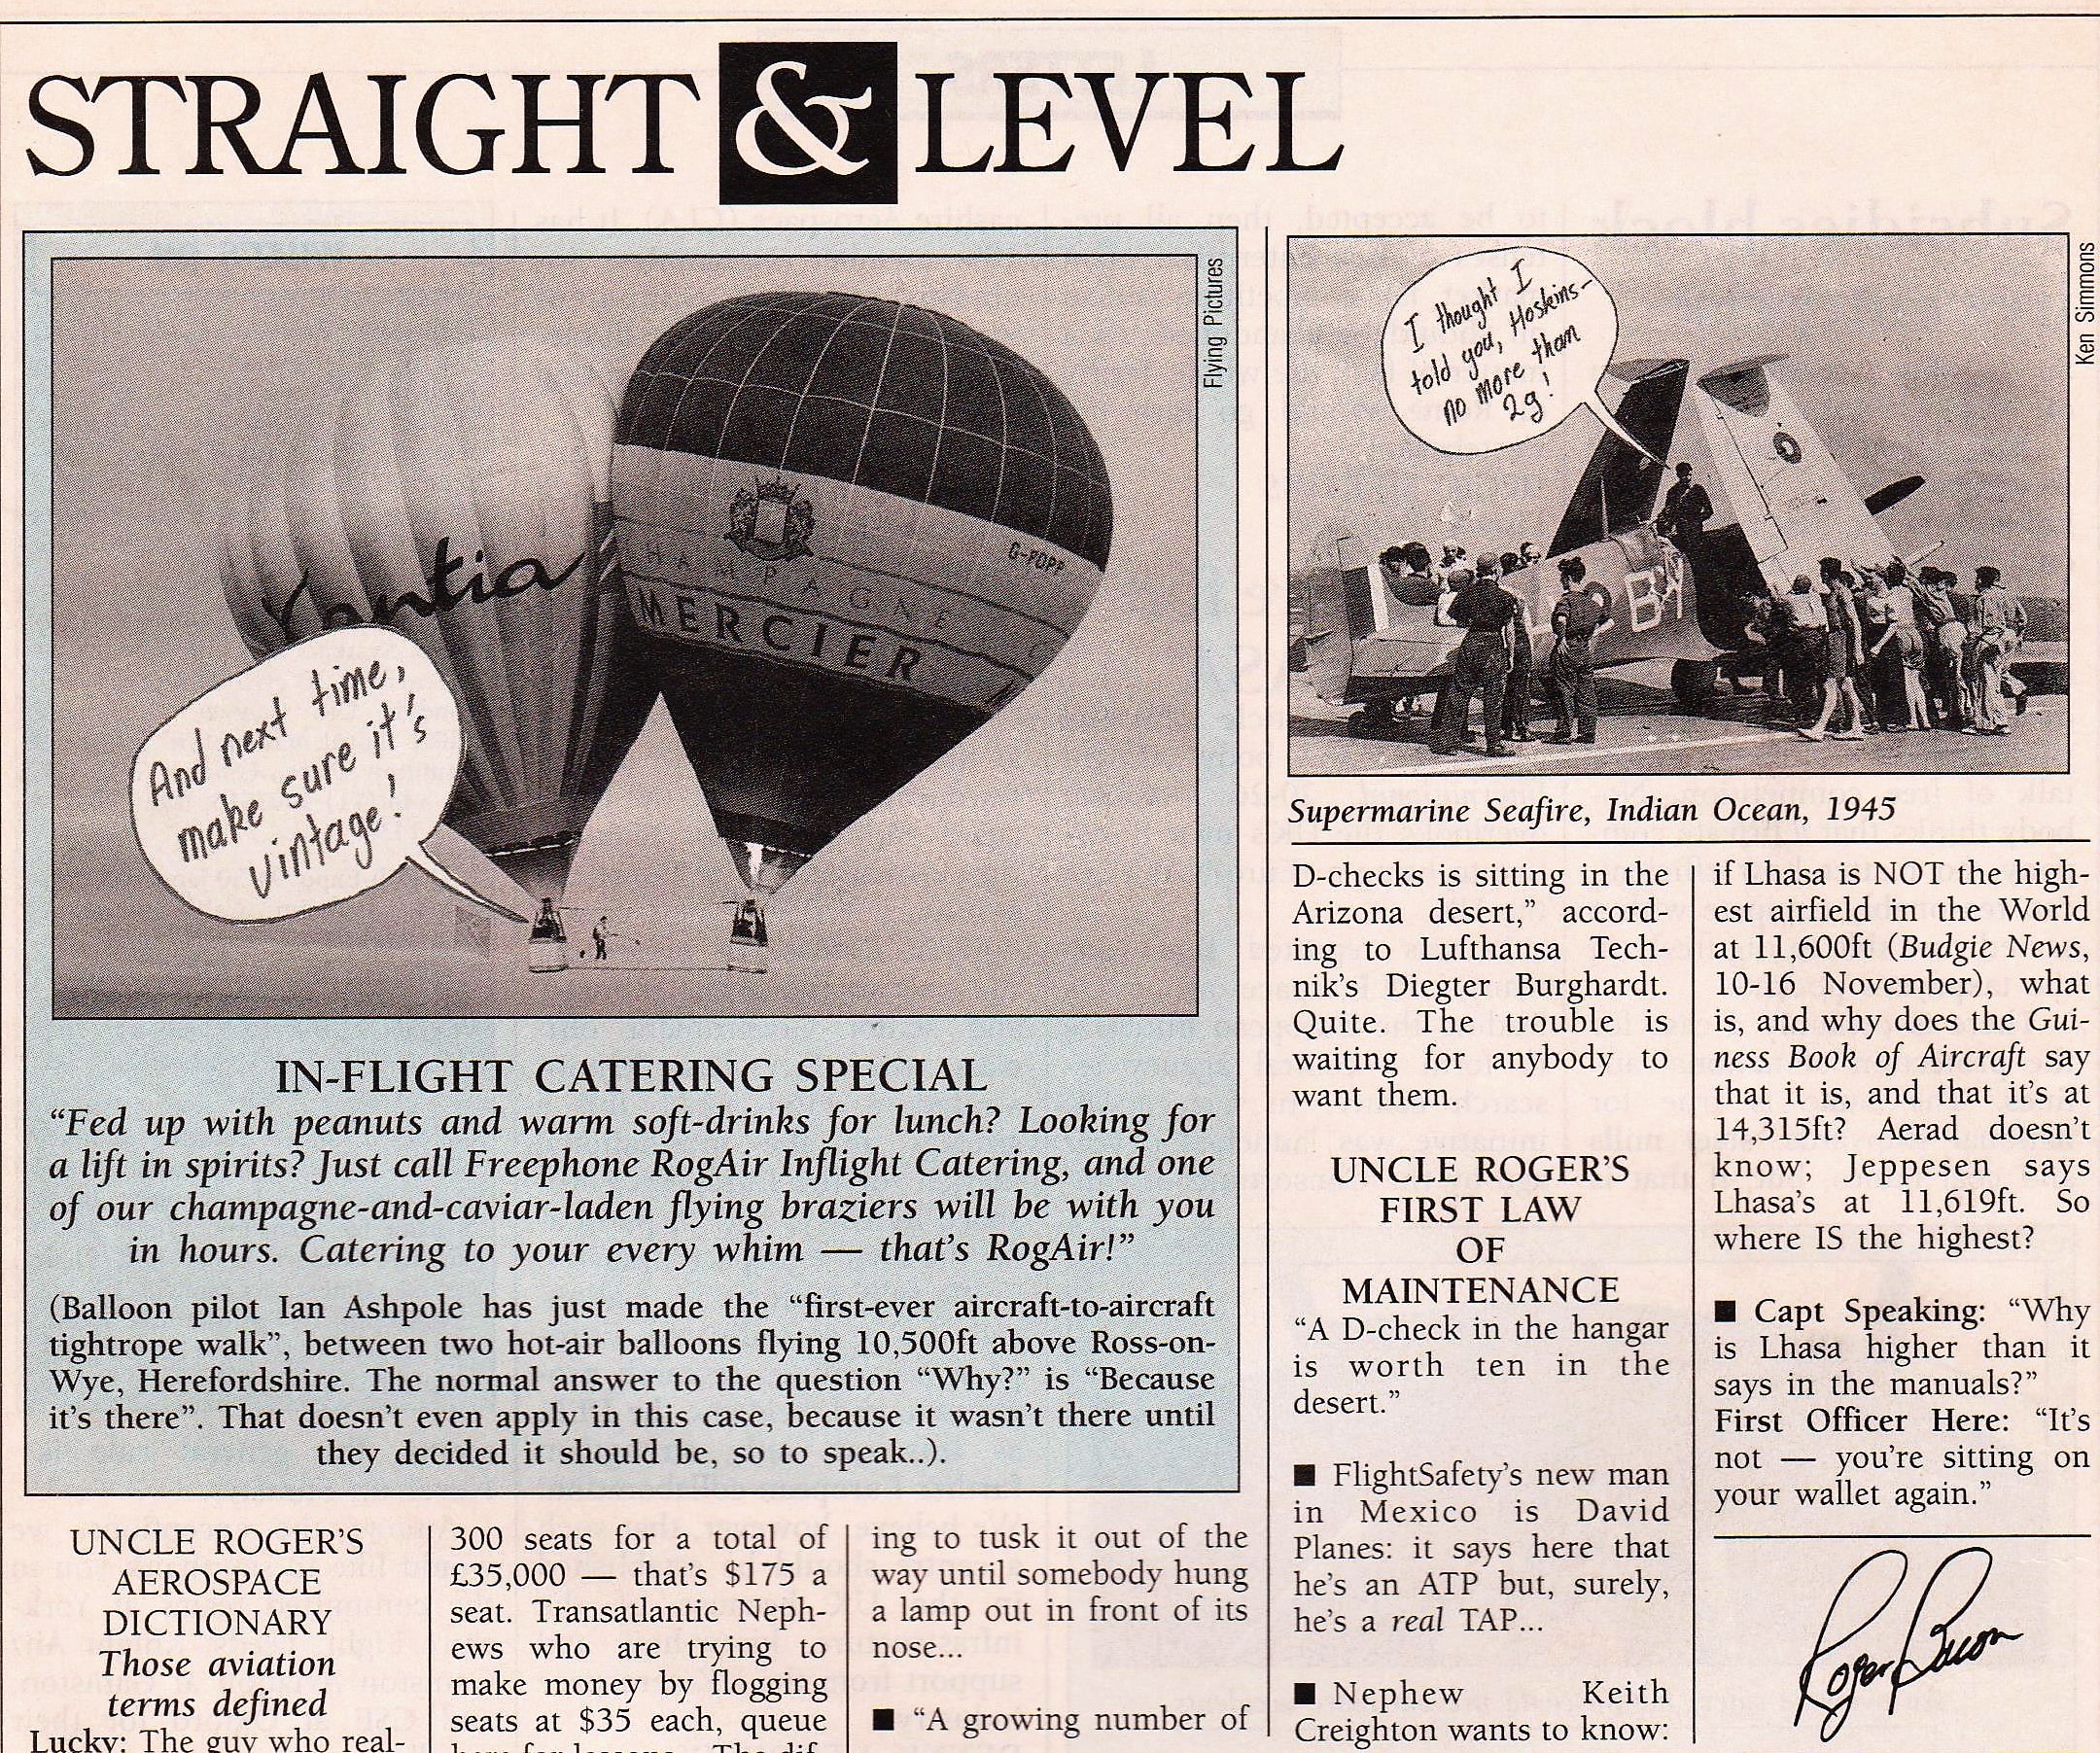 STRAIGHT & LEVEL
Flying Pictures
Xantia
G-POPP
CHAMPAGNE
MERCIER
And next time,
make sure it's
vintage!
IN-FLIGHT CATERING SPECIAL
“Fed up with peanuts and warm soft-drinks for lunch? Looking for
a lift in spirits? Just call Freephone RogAir Inflight Catering, and one
of our champagne-and-caviar-laden flying braziers will be with you
in hours. Catering to your every whim — that's RogAir!”
(Balloon pilot Ian Ashpole has just made the “first-ever aircraft-to-aircraft
tightrope walk”, between two hot-air balloons flying 10,500ft above Ross-on-
Wye, Herefordshire. The normal answer to the question “Why?” is “Because
it's there”. That doesn't even apply in this case, because it wasn't there until
they decided it should be, so to speak..).
UNCLE ROGER'S
AEROSPACE
DICTIONARY
Those aviation
terms defined
Lucky: The guy who real-
300 seats for a total of
£35,000 — that's $175 a
seat. Transatlantic Neph-
ews who are trying to
make money by flogging
seats at $35 each, queue
here for lessons... The dif-
ing to tusk it out of the
way until somebody hung
a lamp out in front of its
nose...
■ “A growing number of
Ken Simmons
I thought I
told you, Hoskins-
no more than
2g!
Supermarine Seafire, Indian Ocean, 1945
D-checks is sitting in the
Arizona desert,” accord-
ing to Lufthansa Tech-
nik's Diegter Burghardt.
Quite. The trouble is
waiting for anybody to
want them.
UNCLE ROGER'S
FIRST LAW
OF
MAINTENANCE
“A D-check in the hangar
is worth ten in the
desert.”
■ FlightSafety's new man
in Mexico is David
Planes: it says here that
he's an ATP but, surely,
he's a real TAP...
■ Nephew Keith
Creighton wants to know:
if Lhasa is NOT the high-
est airfield in the World
at 11,600ft (Budgie News,
10-16 November), what
is, and why does the Gui-
ness Book of Aircraft say
that it is, and that it's at
14,315ft? Aerad doesn't
know; Jeppesen says
Lhasa's at 11,619ft. So
where IS the highest?
■ Capt Speaking: “Why
is Lhasa higher than it
says in the manuals?”
First Officer Here: “It's
not — you're sitting on
your wallet again.”
Roger Bacon